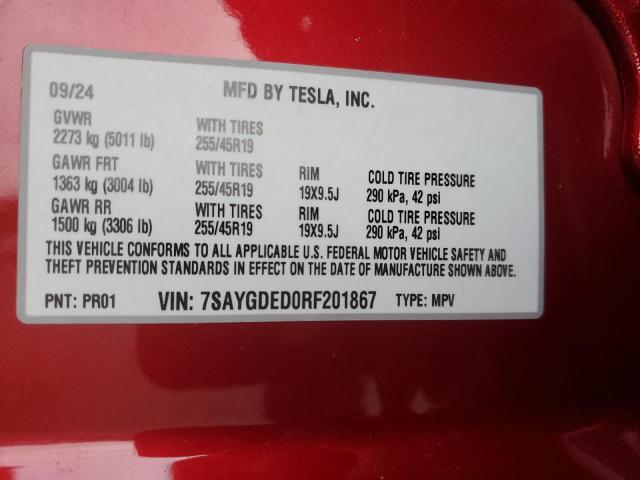 09/24 MFD BY TESLA, INC.
GVWR WITH TIRES
2273 kg (5011 lb) 255/45R19
GAWR FRT WITH TIRES RIM COLD TIRE PRESSURE
1363 kg (3004 lb) 255/45R19 19X9.5J 290 kPa, 42 psi
GAWR RR WITH TIRES RIM COLD TIRE PRESSURE
1500 kg (3306 lb) 255/45R19 19X9.5J 290 kPa, 42 psi
THIS VEHICLE CONFORMS TO ALL APPLICABLE U.S. FEDERAL MOTOR VEHICLE SAFETY AND
THEFT PREVENTION STANDARDS IN EFFECT ON THE DATE OF MANUFACTURE SHOWN ABOVE.
PNT: PR01 VIN: 7SAYGDED0RF201867 TYPE: MPV